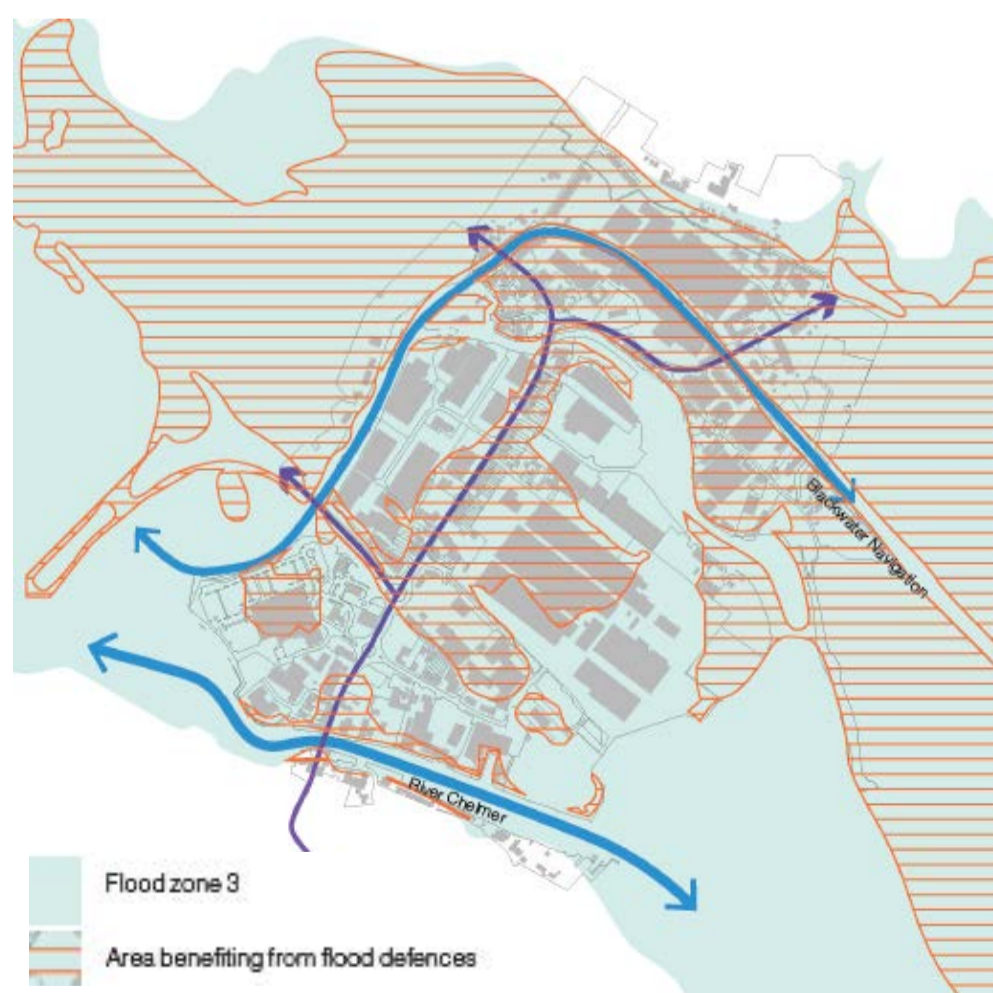 Blackwater Navigation
River Chelmer
Flood zone 3
Area benefiting from flood defences